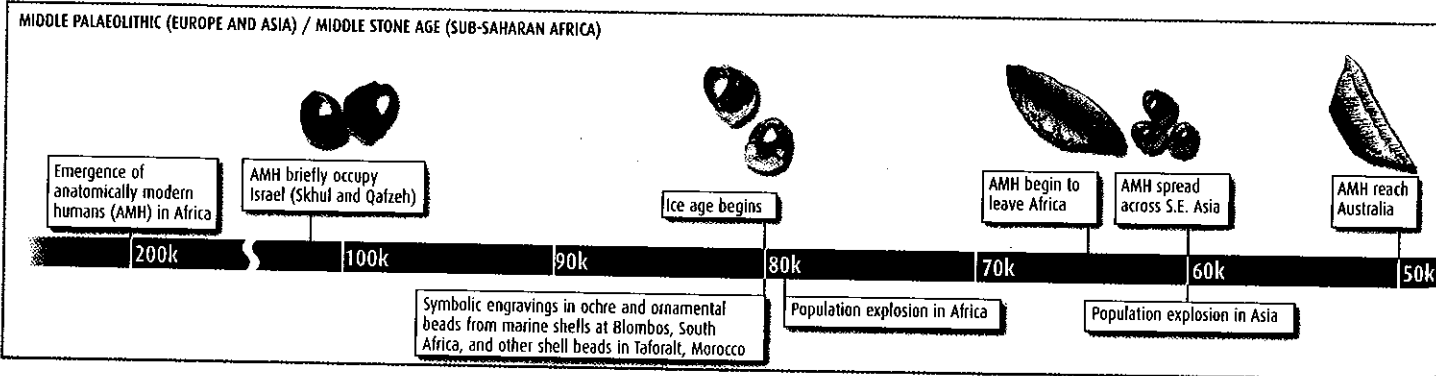 MIDDLE PALAEOLITHIC (EUROPE AND ASIA) / MIDDLE STONE AGE (SUB-SAHARAN AFRICA)
Emergence of
anatomically modern
humans (AMH) in Africa
AMH briefly occupy
Israel (Skhul and Qafzeh)
Ice age begins
AMH begin to
leave Africa
AMH spread
across S.E. Asia
AMH reach
Australia
200k
100k
90k
80k
70k
60k
50k
Symbolic engravings in ochre and ornamental
beads from marine shells at Blombos, South
Africa, and other shell beads in Taforalt, Morocco
Population explosion in Africa
Population explosion in Asia